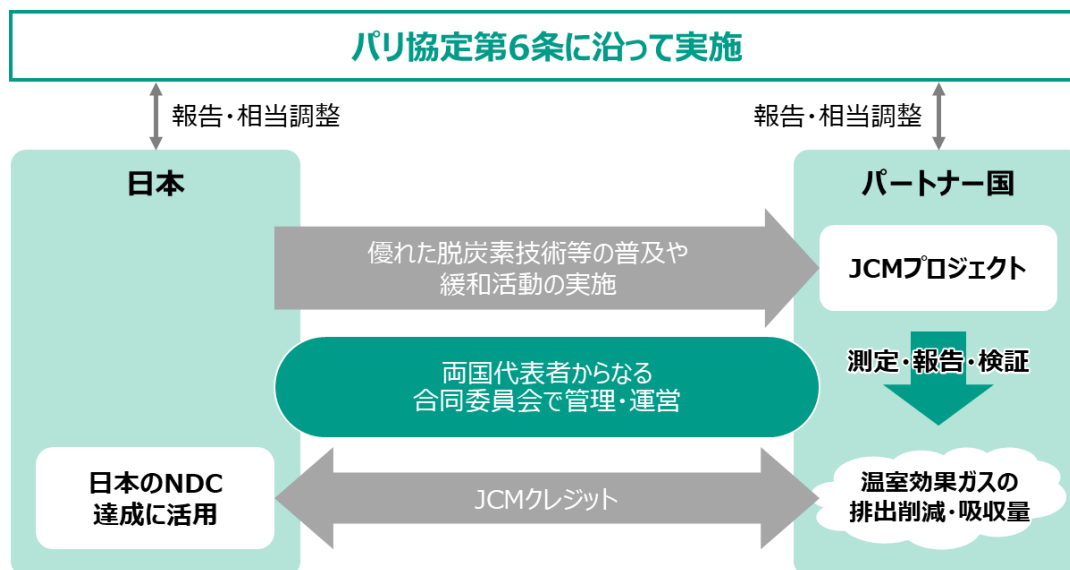 パリ協定第6条に沿って実施
報告・相当調整
報告・相当調整
日本
パートナー国
優れた脱炭素技術等の普及や
緩和活動の実施
JCMプロジェクト
両国代表者からなる
合同委員会で管理・運営
測定・報告・検証
日本のNDC
達成に活用
JCMクレジット
温室効果ガスの
排出削減・吸収量